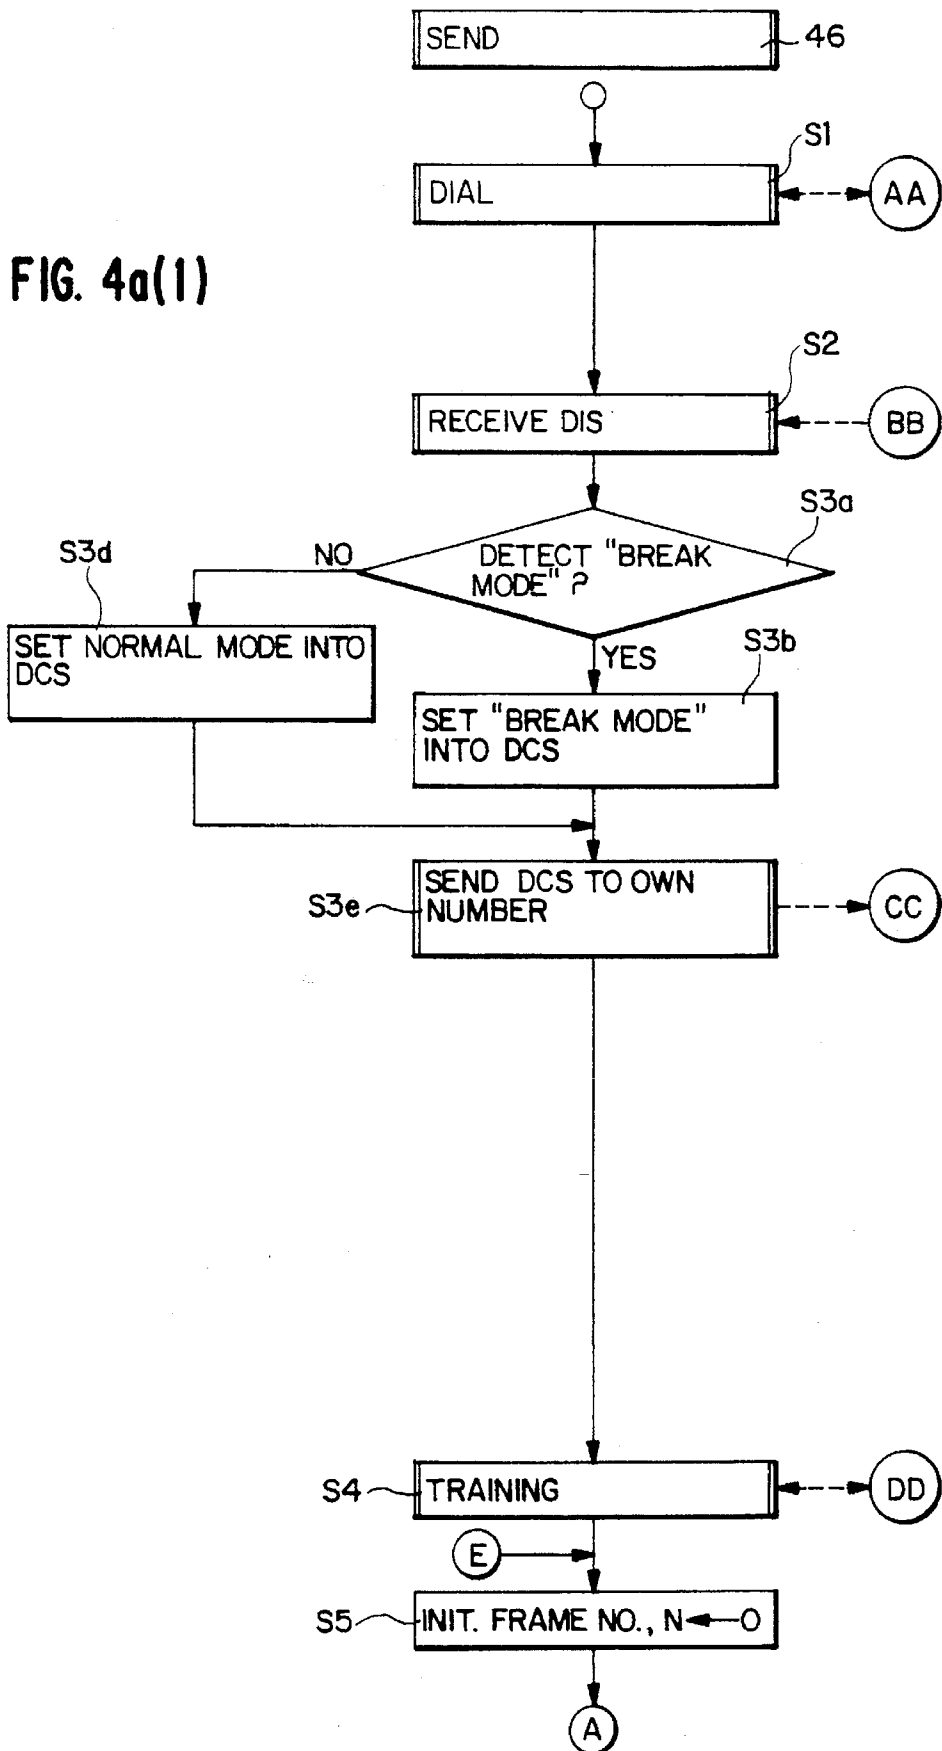 SEND
46
S1
DIAL
AA
FIG. 4a(1)
S2
RECEIVE DIS
BB
S3a
S3d
NO
DETECT "BREAK
MODE" ?
SET NORMAL MODE INTO
DCS
YES
S3b
SET "BREAK MODE"
INTO DCS
S3e
SEND DCS TO OWN
NUMBER
CC
S4
TRAINING
DD
E
S5
INIT. FRAME NO., N←O
A